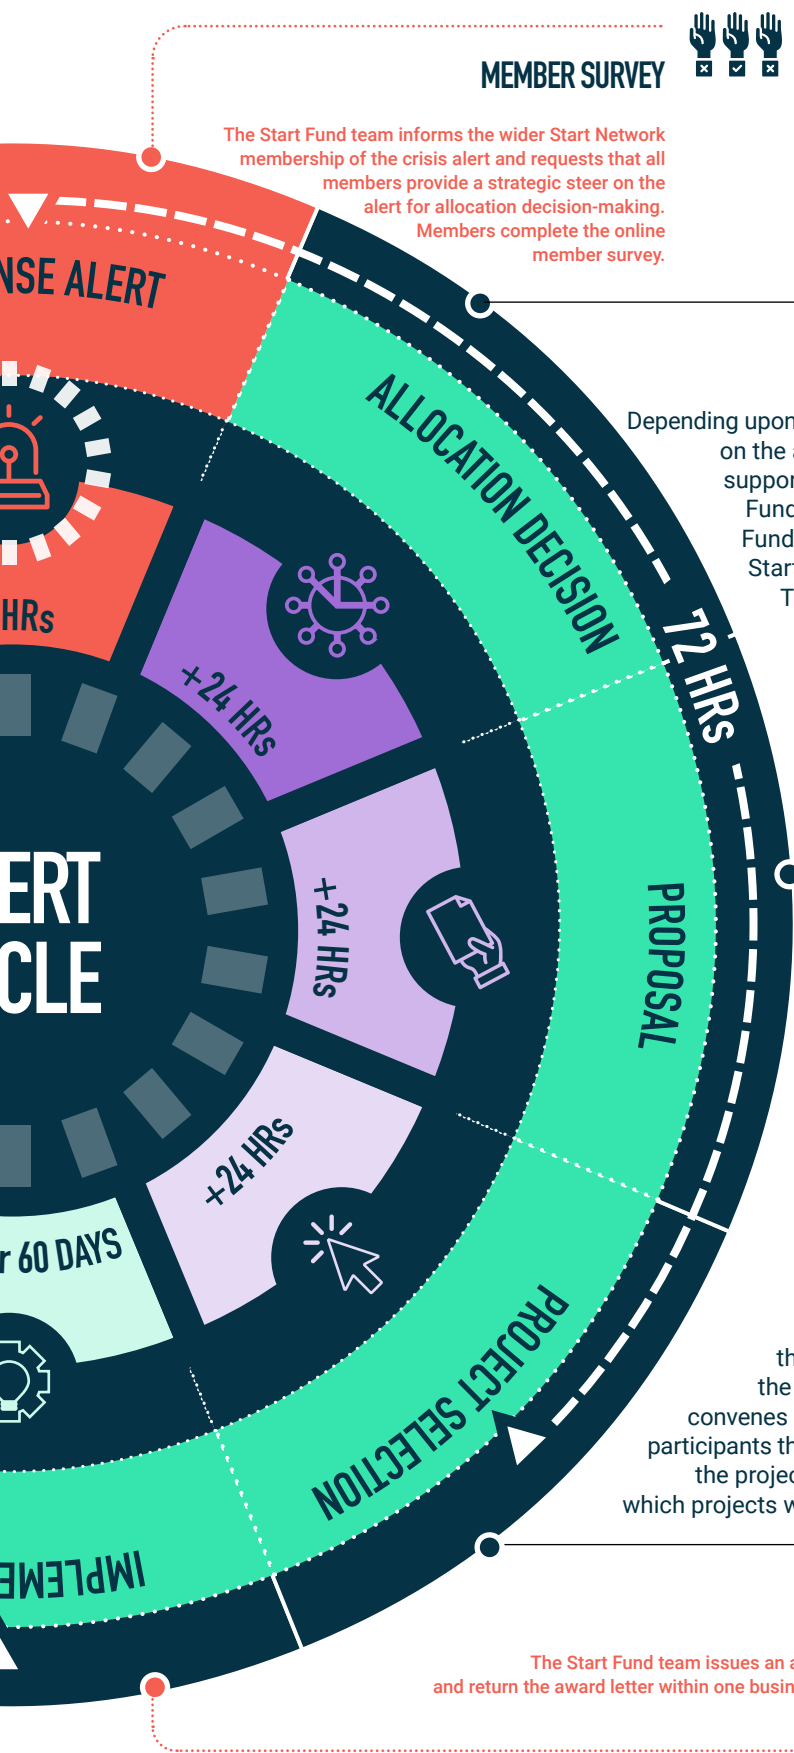 MEMBER SURVEY
The Start Fund team informs the wider Start Network
membership of the crisis alert and requests that all
members provide a strategic steer on the
alert for allocation decision-making.
Members complete the online
member survey.
NSE ALERT
ALLOCATION DECISION
Depending upon
on the
suppor
Fund
Fund
Star
T
HRs
+24 HRs
72 HRs
ERT
CLE
+24 HRs
PROPOSAL
+24 HRs
r 60 DAYS
PROJECT SELECTION
th
the
convenes
participants th
the projec
which projects w
IMPLEME
The Start Fund team issues an a
and return the award letter within one busin